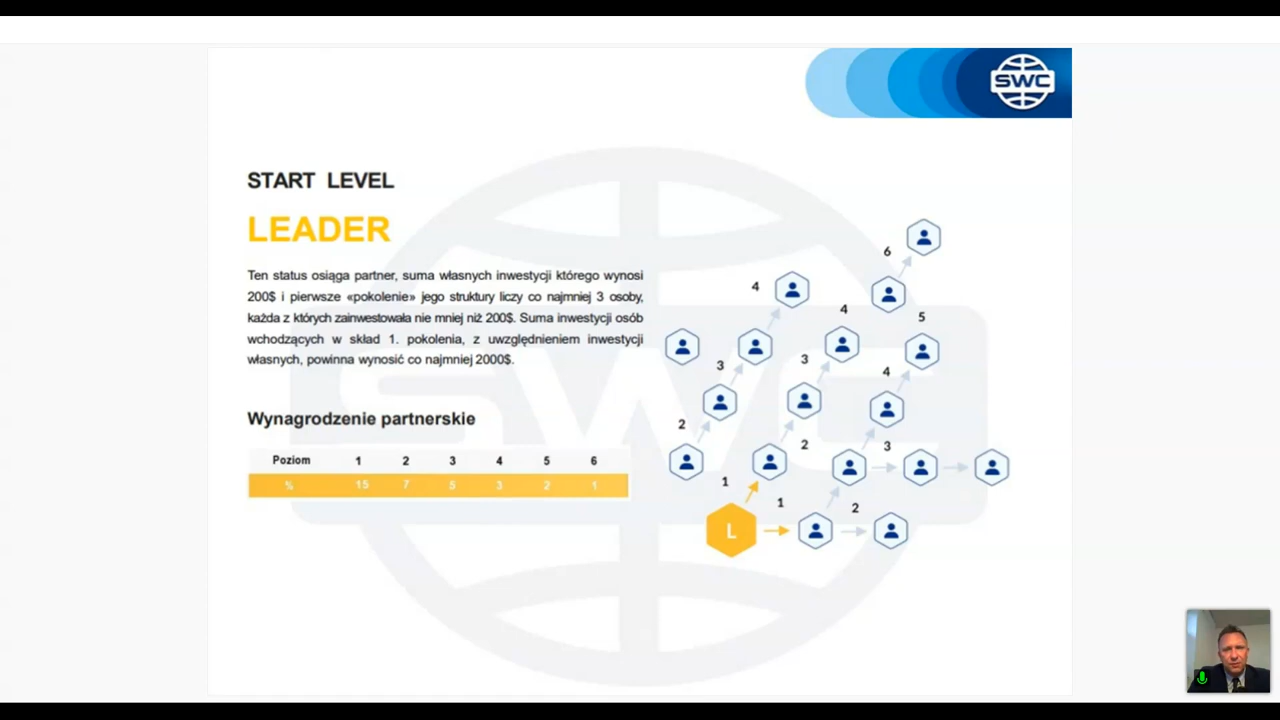 SWC
START LEVEL
LEADER
Ten status osiąga partner, suma własnych inwestycji którego wynosi
200$ i pierwsze «pokolenie» jego struktury liczy co najmniej 3 osoby,
każda z których zainwestowała nie mniej niż 200$. Suma inwestycji osób
wchodzących w skład 1. pokolenia, z uwzględnieniem inwestycji
własnych, powinna wynosić co najmniej 2000$.
Wynagrodzenie partnerskie
Poziom 1 2 3 4 5 6
% 15 7 5 3 2 1
6
4
4
5
3
3
4
2
2
3
1
1
2
L
SWC